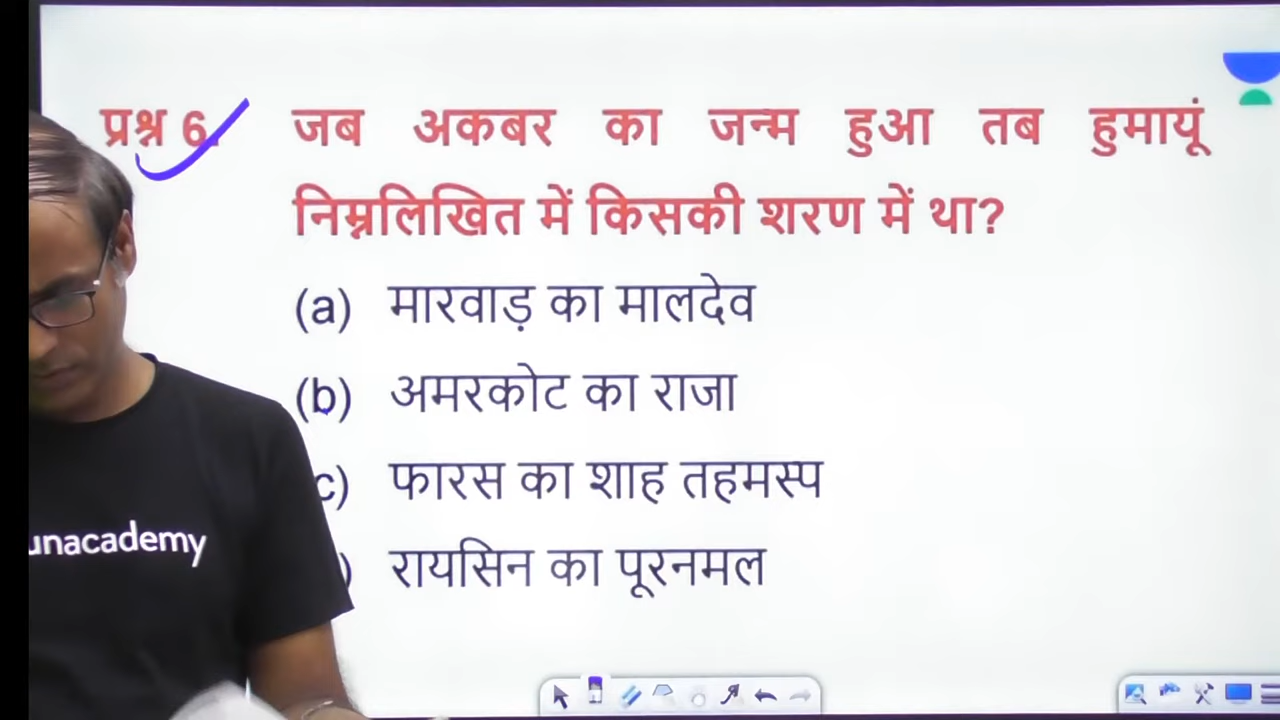 प्रश्न 6. जब अकबर का जन्म हुआ तब हुमायूं
निम्नलिखित में किसकी शरण में था?
(a) मारवाड़ का मालदेव
(b) अमरकोट का राजा
c) फारस का शाह तहमस्प
) रायसिन का पूरनमल
unacademy